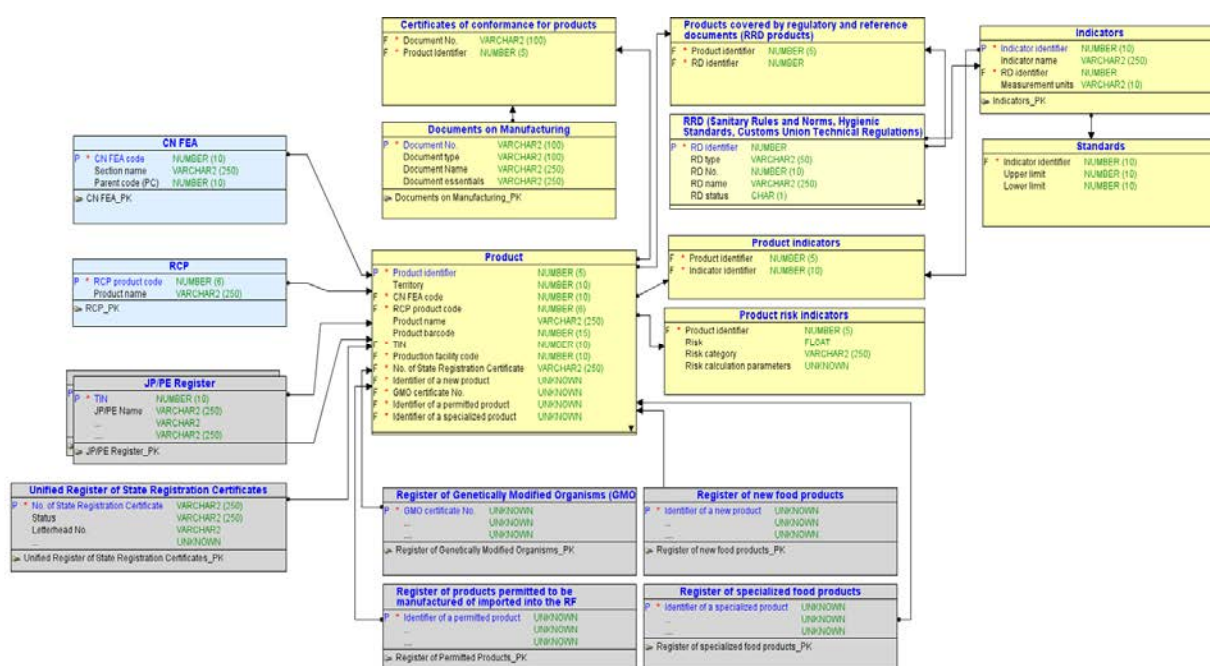 Certificates of conformance for products
F * Document No. VARCHAR2 (100)
F * Product Identifier NUMBER (5)
Products covered by regulatory and reference
documents (RRD products)
F * Product identifier NUMBER (5)
F * RD identifier NUMBER
Indicators
P * Indicator identifier NUMBER (10)
Indicator name VARCHAR2 (250)
F * RD identifier NUMBER
Measurement units VARCHAR2 (10)
Indicators_PK
Documents on Manufacturing
P * Document No. VARCHAR2 (100)
Document type VARCHAR2 (100)
Document Name VARCHAR2 (250)
Document essentials VARCHAR2 (250)
Documents on Manufacturing_PK
RRD (Sanitary Rules and Norms, Hygienic
Standards, Customs Union Technical Regulations)
P * RD identifier NUMBER
RD type VARCHAR2 (50)
RD No. NUMBER (10)
RD name VARCHAR2 (250)
RD status CHAR (1)
Standards
F * Indicator identifier NUMBER (10)
Upper limit NUMBER (10)
Lower limit NUMBER (10)
CN FEA
P * CN FEA code NUMBER (10)
Section name VARCHAR2 (250)
Parent code (PC) NUMBER (10)
CN FEA_PK
RCP
P * RCP product code NUMBER (6)
Product name VARCHAR2 (250)
RCP_PK
Product
P * Product identifier NUMBER (5)
Territory NUMBER (10)
F * CN FEA code NUMBER (10)
F * RCP product code NUMBER (6)
Product name VARCHAR2 (250)
Product barcode NUMBER (15)
F * TIN NUMBER (10)
F * Production facility code NUMBER (10)
F * No. of State Registration Certificate VARCHAR2 (250)
F * Identifier of a new product UNKNOWN
F * GMO certificate No. UNKNOWN
F * Identifier of a permitted product UNKNOWN
F * Identifier of a specialized product UNKNOWN
Product indicators
F * Product identifier NUMBER (5)
F * Indicator identifier NUMBER (10)
Product risk indicators
F * Product identifier NUMBER (5)
Risk FLOAT
Risk category VARCHAR2 (250)
Risk calculation parameters UNKNOWN
JP/PE Register
P * TIN NUMBER (10)
JP/PE Name VARCHAR2 (250)
... VARCHAR2
.... VARCHAR2 (250)
JP/PE Register_PK
Unified Register of State Registration Certificates
P * No. of State Registration Certificate VARCHAR2 (250)
Status VARCHAR2 (250)
Letterhead No. VARCHAR2
... UNKNOWN
Unified Register of State Registration Certificates_PK
Register of Genetically Modified Organisms (GMO
P * GMO certificate No. UNKNOWN
... UNKNOWN
.... UNKNOWN
Register of Genetically Modified Organisms_PK
Register of new food products
P * Identifier of a new product UNKNOWN
... UNKNOWN
.... UNKNOWN
Register of new food products_PK
Register of products permitted to be
manufactured of imported into the RF
P * Identifier of a permitted product UNKNOWN
... UNKNOWN
.... UNKNOWN
Register of Permitted Products_PK
Register of specialized food products
P * Identifier of a specialized product UNKNOWN
... UNKNOWN
.... UNKNOWN
Register of specialized food products_PK